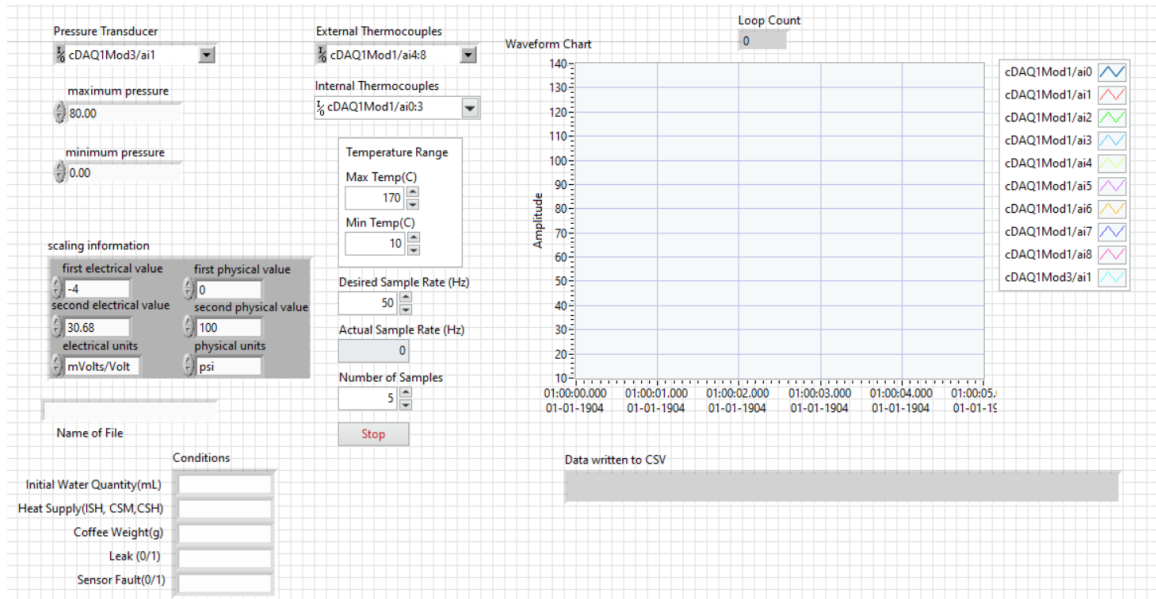 Pressure Transducer
cDAQ1Mod3/ai1
maximum pressure
80.00
minimum pressure
0.00
scaling information
first electrical value
first physical value
-4
0
second electrical value
second physical value
30.68
100
electrical units
physical units
mVolts/Volt
psi
Name of File
Conditions
Initial Water Quantity(mL)
Heat Supply(ISH, CSM,CSH)
Coffee Weight(g)
Leak (0/1)
Sensor Fault(0/1)
External Thermocouples
cDAQ1Mod1/ai4:8
Internal Thermocouples
cDAQ1Mod1/ai0:3
Temperature Range
Max Temp(C)
170
Min Temp(C)
10
Desired Sample Rate (Hz)
50
Actual Sample Rate (Hz)
0
Number of Samples
5
Stop
Loop Count
0
Waveform Chart
140
130
120
110
100
90
80
70
60
50
40
30
20
10
Amplitude
01:00:00.000 01:00:01.000 01:00:02.000 01:00:03.000 01:00:04.000 01:00:05.
01-01-1904 01-01-1904 01-01-1904 01-01-1904 01-01-1904 01-01-19
cDAQ1Mod1/ai0
cDAQ1Mod1/ai1
cDAQ1Mod1/ai2
cDAQ1Mod1/ai3
cDAQ1Mod1/ai4
cDAQ1Mod1/ai5
cDAQ1Mod1/ai6
cDAQ1Mod1/ai7
cDAQ1Mod1/ai8
cDAQ1Mod3/ai1
Data written to CSV